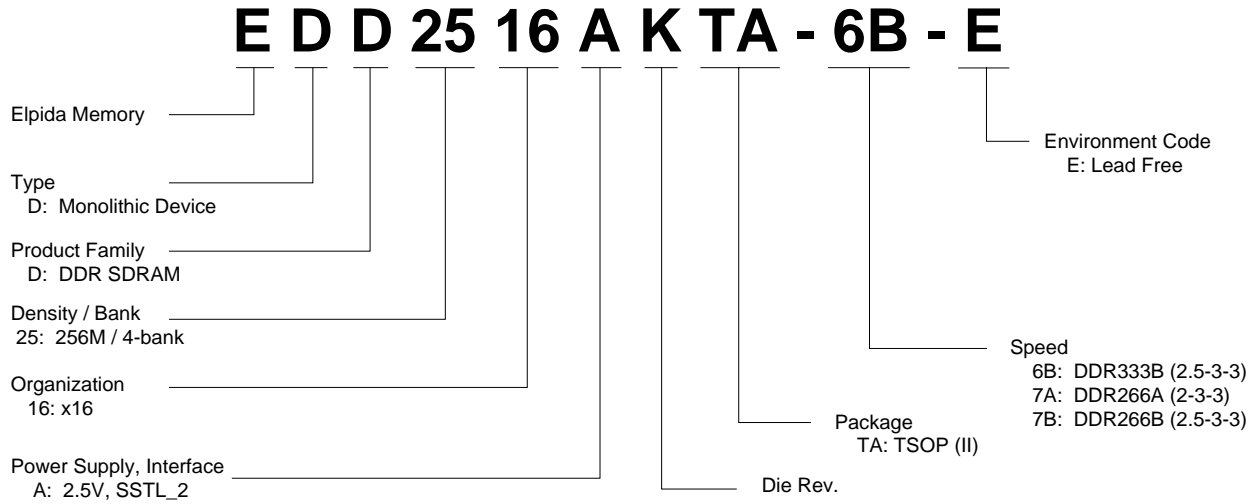 E D D 25 16 A K TA - 6B - E
Elpida Memory
Type
D: Monolithic Device
Product Family
D: DDR SDRAM
Density / Bank
25: 256M / 4-bank
Organization
16: x16
Power Supply, Interface
A: 2.5V, SSTL_2
Environment Code
E: Lead Free
Speed
6B: DDR333B (2.5-3-3)
7A: DDR266A (2-3-3)
7B: DDR266B (2.5-3-3)
Package
TA: TSOP (II)
Die Rev.